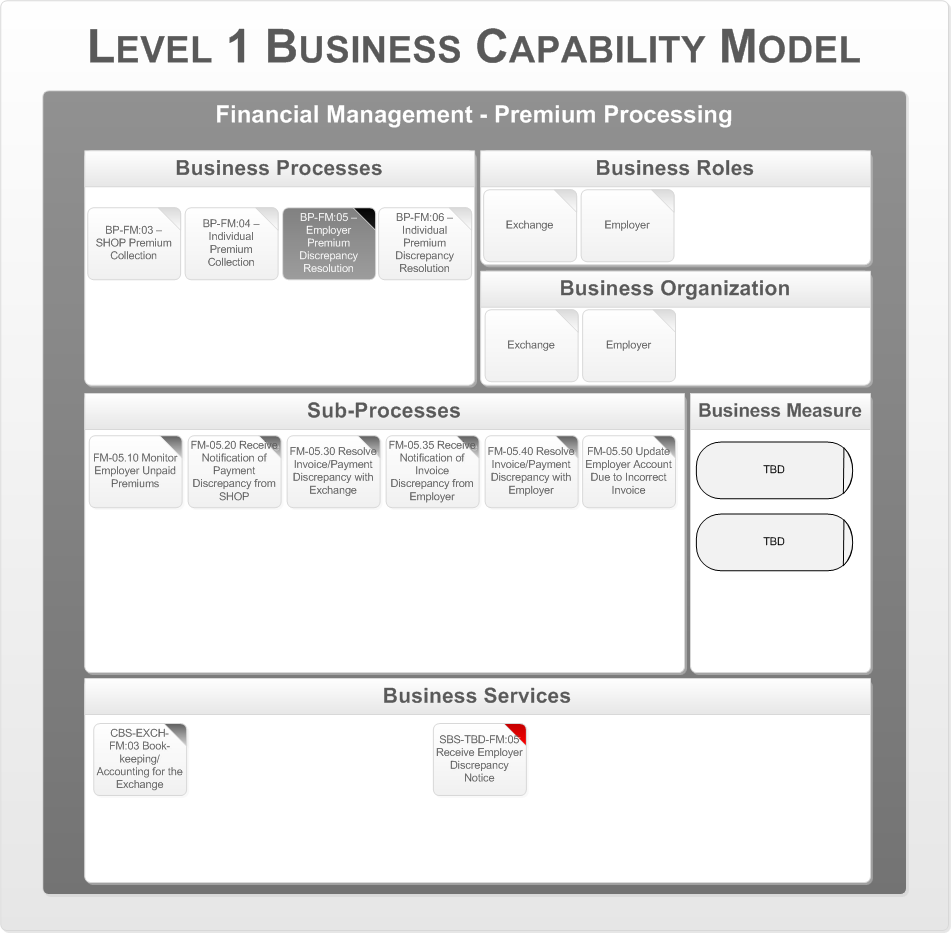 LEVEL 1 BUSINESS CAPABILITY MODEL
Financial Management - Premium Processing
Business Processes
BP-FM:03 –
SHOP Premium
Collection
BP-FM:04 –
Individual
Premium
Collection
BP-FM:05 –
Employer
Premium
Discrepancy
Resolution
BP-FM:06 –
Individual
Premium
Discrepancy
Resolution
Business Roles
Exchange
Employer
Business Organization
Exchange
Employer
Sub-Processes
FM-05.10 Monitor
Employer Unpaid
Premiums
FM-05.20 Receive
Notification of
Payment
Discrepancy from
SHOP
FM-05.30 Resolve
Invoice/Payment
Discrepancy with
Exchange
FM-05.35 Receive
Notification of
Invoice
Discrepancy from
Employer
FM-05.40 Resolve
Invoice/Payment
Discrepancy with
Employer
FM-05.50 Update
Employer Account
Due to Incorrect
Invoice
Business Measure
TBD
TBD
Business Services
CBS-EXCH-
FM:03 Book-
keeping/
Accounting for the
Exchange
SBS-TBD-FM:05
Receive Employer
Discrepancy
Notice